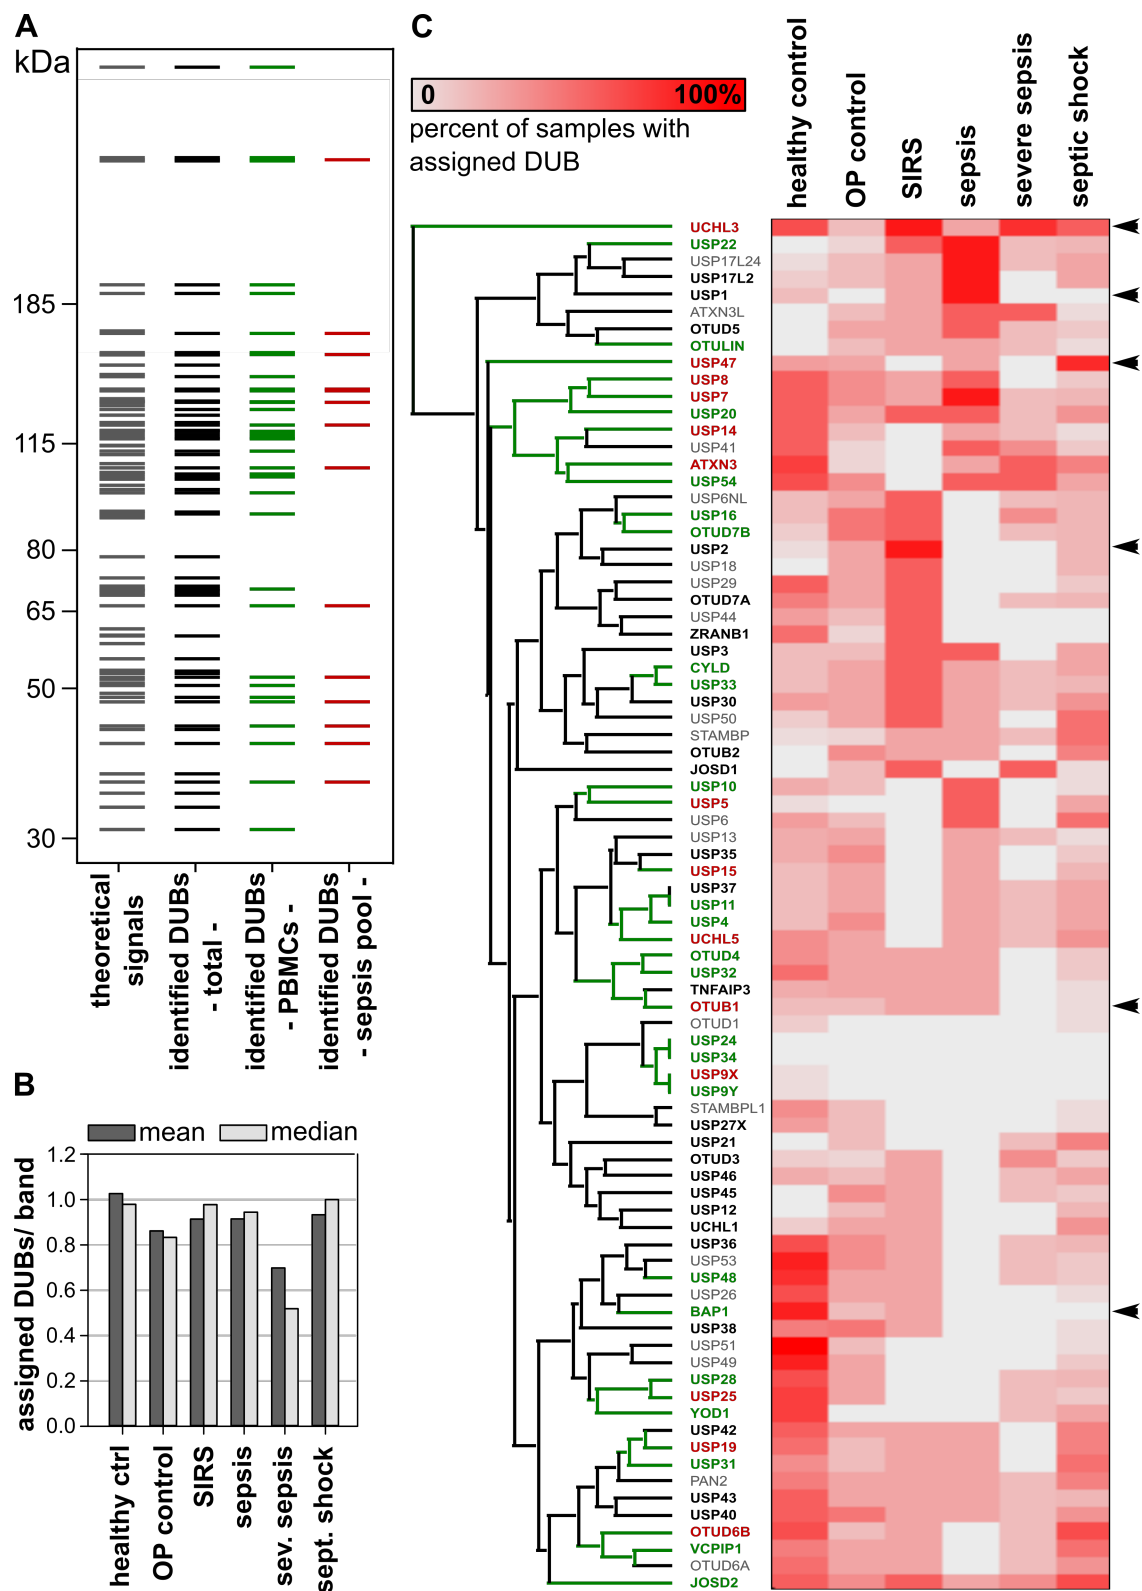 A
kDa
185
115
80
65
50
30
theoretical
signals
identified DUBs
- total -
identified DUBs
- PBMCs -
identified DUBs
- sepsis pool -
B
mean
median
assigned DUBs/ band
1.2
1.0
0.8
0.6
0.4
0.2
0.0
healthy ctrl
OP control
SIRS
sepsis
sev. sepsis
sept. shock
C
0
100%
percent of samples with
assigned DUB
healthy control
OP control
SIRS
sepsis
severe sepsis
septic shock
UCHL3
USP22
USP17L24
USP17L2
USP1
ATXN3L
OTUD5
OTULIN
USP47
USP8
USP7
USP20
USP14
USP41
ATXN3
USP54
USP6NL
USP16
OTUD7B
USP2
USP18
USP29
OTUD7A
USP44
ZRANB1
USP3
CYLD
USP33
USP30
USP50
STAMBP
OTUB2
JOSD1
USP10
USP5
USP6
USP13
USP35
USP15
USP37
USP11
USP4
UCHL5
OTUD4
USP32
TNFAIP3
OTUB1
OTUD1
USP24
USP34
USP9X
USP9Y
STAMBPL1
USP27X
USP21
OTUD3
USP46
USP45
USP12
UCHL1
USP36
USP53
USP48
USP26
BAP1
USP38
USP51
USP49
USP28
USP25
YOD1
USP42
USP19
USP31
PAN2
USP43
USP40
OTUD6B
VCPIP1
OTUD6A
JOSD2